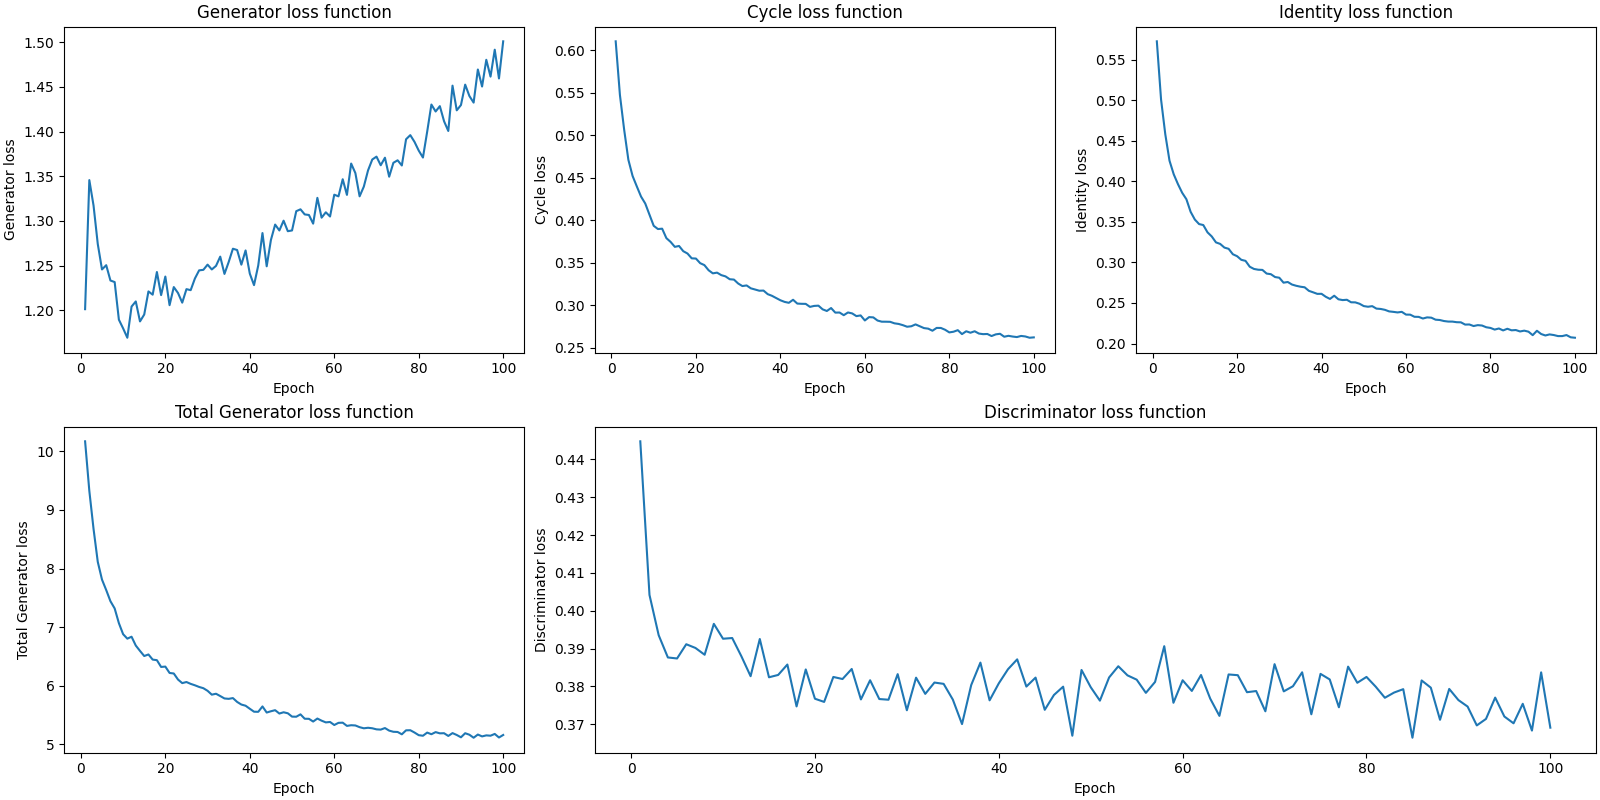 Generator loss function
Generator loss
1.50
1.45
1.40
1.35
1.30
1.25
1.20
0 20 40 60 80 100
Epoch
Cycle loss function
Cycle loss
0.60
0.55
0.50
0.45
0.40
0.35
0.30
0.25
0 20 40 60 80 100
Epoch
Identity loss function
Identity loss
0.55
0.50
0.45
0.40
0.35
0.30
0.25
0.20
0 20 40 60 80 100
Epoch
Total Generator loss function
Total Generator loss
10
9
8
7
6
5
0 20 40 60 80 100
Epoch
Discriminator loss function
Discriminator loss
0.44
0.43
0.42
0.41
0.40
0.39
0.38
0.37
0 20 40 60 80 100
Epoch